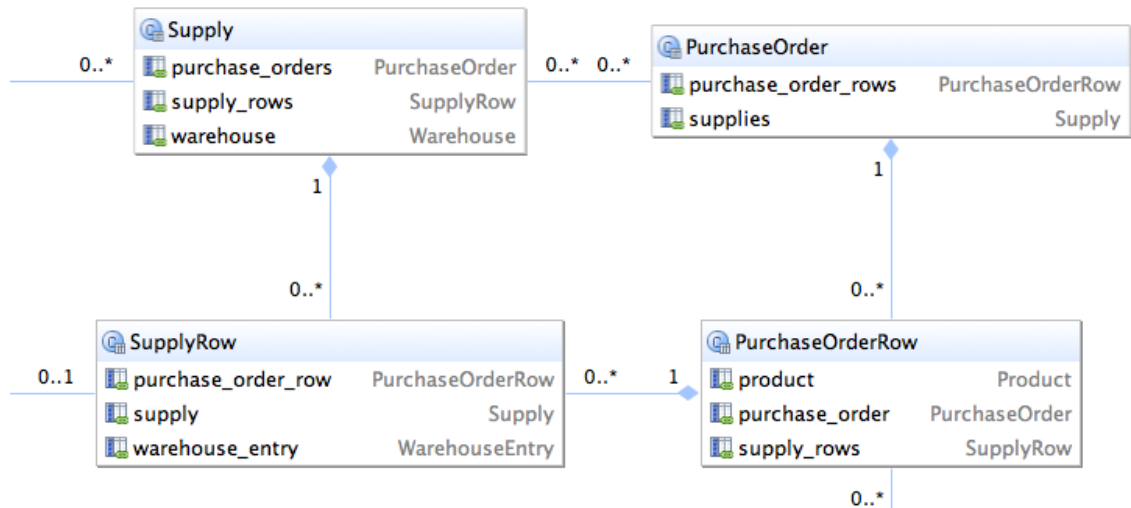 Supply
purchase_orders PurchaseOrder
supply_rows SupplyRow
warehouse Warehouse
0..*
0..* 0..*
PurchaseOrder
purchase_order_rows PurchaseOrderRow
supplies Supply
1
1
0..*
0..*
SupplyRow
purchase_order_row PurchaseOrderRow
supply Supply
warehouse_entry WarehouseEntry
0..1
0..* 1
PurchaseOrderRow
product Product
purchase_order PurchaseOrder
supply_rows SupplyRow
0..*